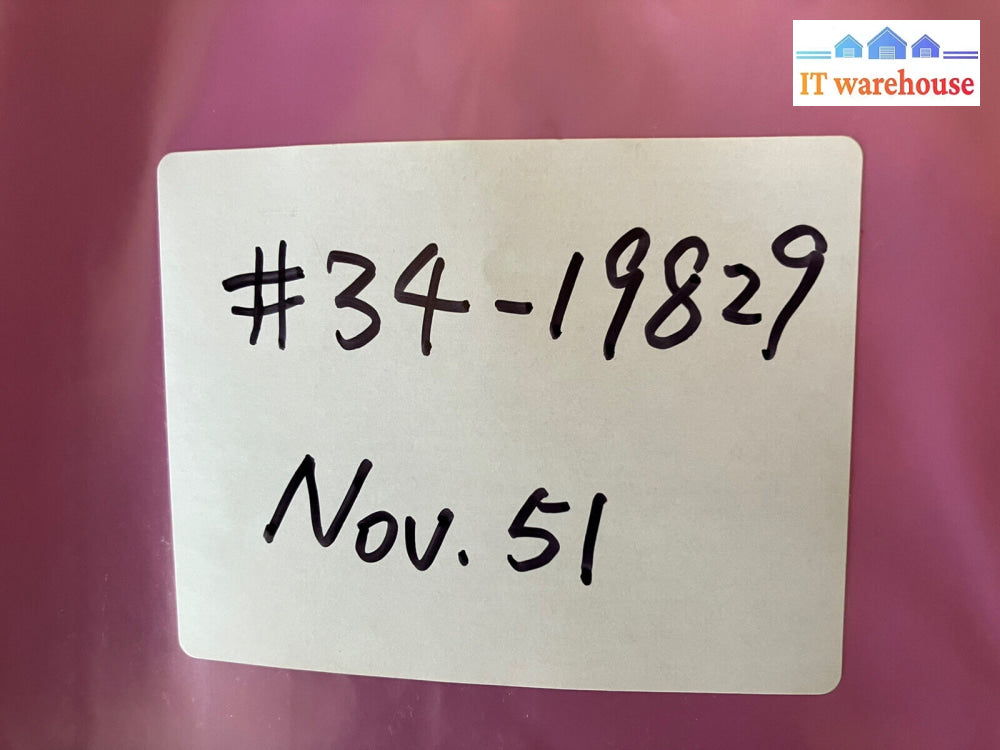 IT warehouse
#34-19829
Nov. 51